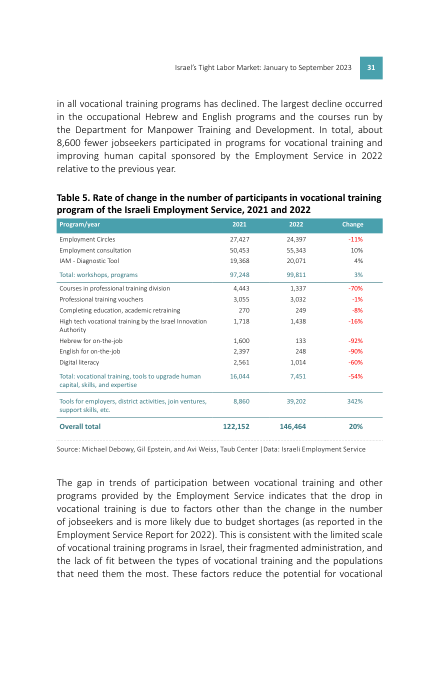 Israel's Tight Labor Market: January to September 2023 31
in all vocational training programs has declined. The largest decline occurred
in the occupational Hebrew and English programs and the courses run by
the Department for Manpower Training and Development. In total, about
8,600 fewer jobseekers participated in programs for vocational training and
improving human capital sponsored by the Employment Service in 2022
relative to the previous year.
Table 5. Rate of change in the number of participants in vocational training
program of the Israeli Employment Service, 2021 and 2022
Program/year 2021 2022 Change
Employment Circles 27,427 24,397 -11%
Employment consultation 50,453 55,343 10%
IAM - Diagnostic Tool 19,368 20,071 4%
Total: workshops, programs 97,248 99,811 3%
Courses in professional training division 4,443 1,337 -70%
Professional training vouchers 3,055 3,032 -1%
Completing education, academic retraining 270 249 -8%
High tech vocational training by the Israel Innovation 1,718 1,438 -16%
Authority
Hebrew for on-the-job 1,600 133 -92%
English for on-the-job 2,397 248 -90%
Digital literacy 2,561 1,014 -60%
Total: vocational training, tools to upgrade human 16,044 7,451 -54%
capital, skills, and expertise
Tools for employers, district activities, join ventures, 8,860 39,202 342%
support skills, etc.
Overall total 122,152 146,464 20%
Source: Michael Debowy, Gil Epstein, and Avi Weiss, Taub Center |Data: Israeli Employment Service
The gap in trends of participation between vocational training and other
programs provided by the Employment Service indicates that the drop in
vocational training is due to factors other than the change in the number
of jobseekers and is more likely due to budget shortages (as reported in the
Employment Service Report for 2022). This is consistent with the limited scale
of vocational training programs in Israel, their fragmented administration, and
the lack of fit between the types of vocational training and the populations
that need them the most. These factors reduce the potential for vocational